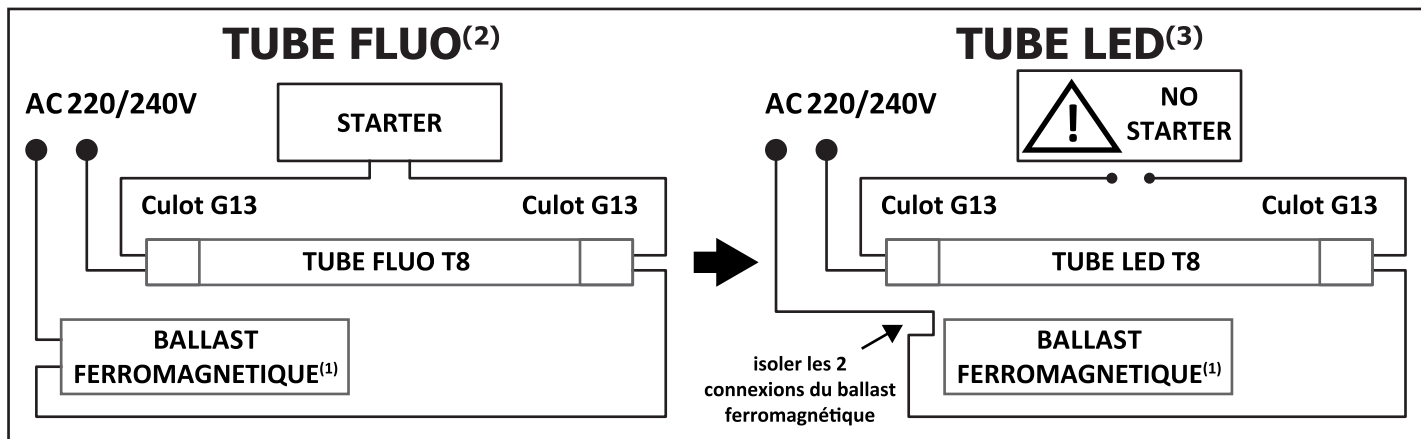 TUBE FLUO(2)
AC 220/240V
STARTER
Culot G13
Culot G13
TUBE FLUO T8
BALLAST
FERROMAGNETIQUE(1)
TUBE LED(3)
AC 220/240V
!
NO
STARTER
Culot G13
Culot G13
TUBE LED T8
isoler les 2
connexions du ballast
ferromagnétique
BALLAST
FERROMAGNETIQUE(1)